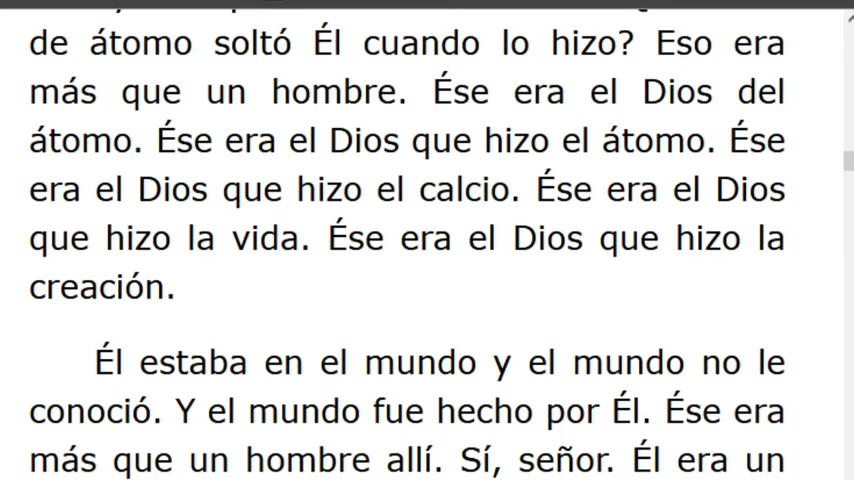 de átomo soltó Él cuando lo hizo? Eso era
más que un hombre. Ése era el Dios del
átomo. Ése era el Dios que hizo el átomo. Ése
era el Dios que hizo el calcio. Ése era el Dios
que hizo la vida. Ése era el Dios que hizo la
creación.
Él estaba en el mundo y el mundo no le
conoció. Y el mundo fue hecho por Él. Ése era
más que un hombre allí. Sí, señor. Él era un